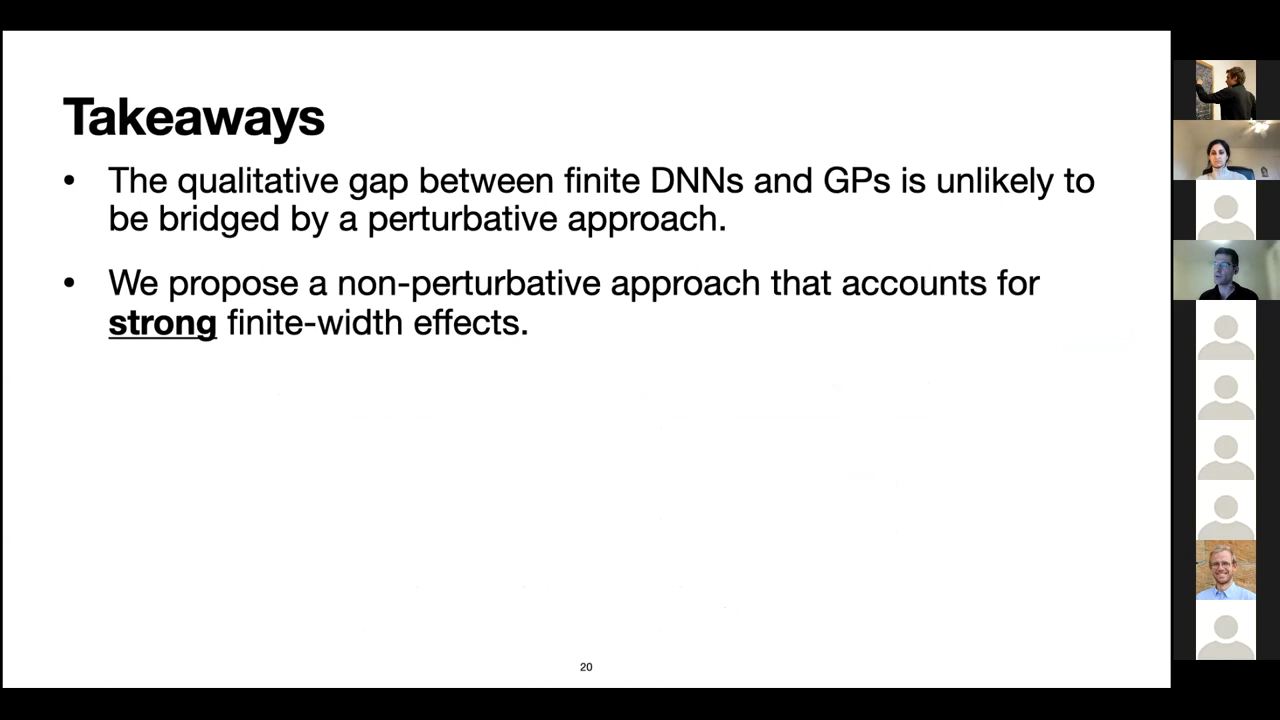 Takeaways
• The qualitative gap between finite DNNs and GPs is unlikely to
be bridged by a perturbative approach.
• We propose a non-perturbative approach that accounts for
strong finite-width effects.
20